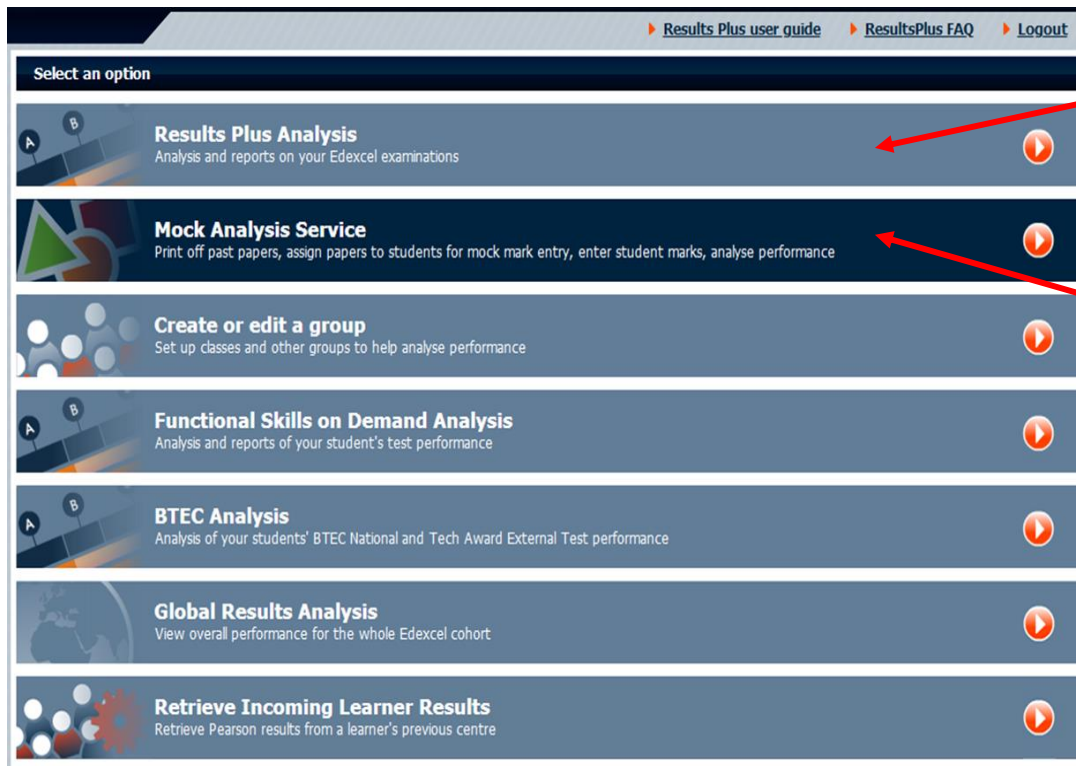 Results Plus user guide ResultsPlus FAQ Logout
Select an option
A B
Results Plus Analysis
Analysis and reports on your Edexcel examinations
Mock Analysis Service
Print off past papers, assign papers to students for mock mark entry, enter student marks, analyse performance
Create or edit a group
Set up classes and other groups to help analyse performance
A B
Functional Skills on Demand Analysis
Analysis and reports of your student's test performance
A B
BTEC Analysis
Analysis of your students' BTEC National and Tech Award External Test performance
Global Results Analysis
View overall performance for the whole Edexcel cohort
Retrieve Incoming Learner Results
Retrieve Pearson results from a learner's previous centre